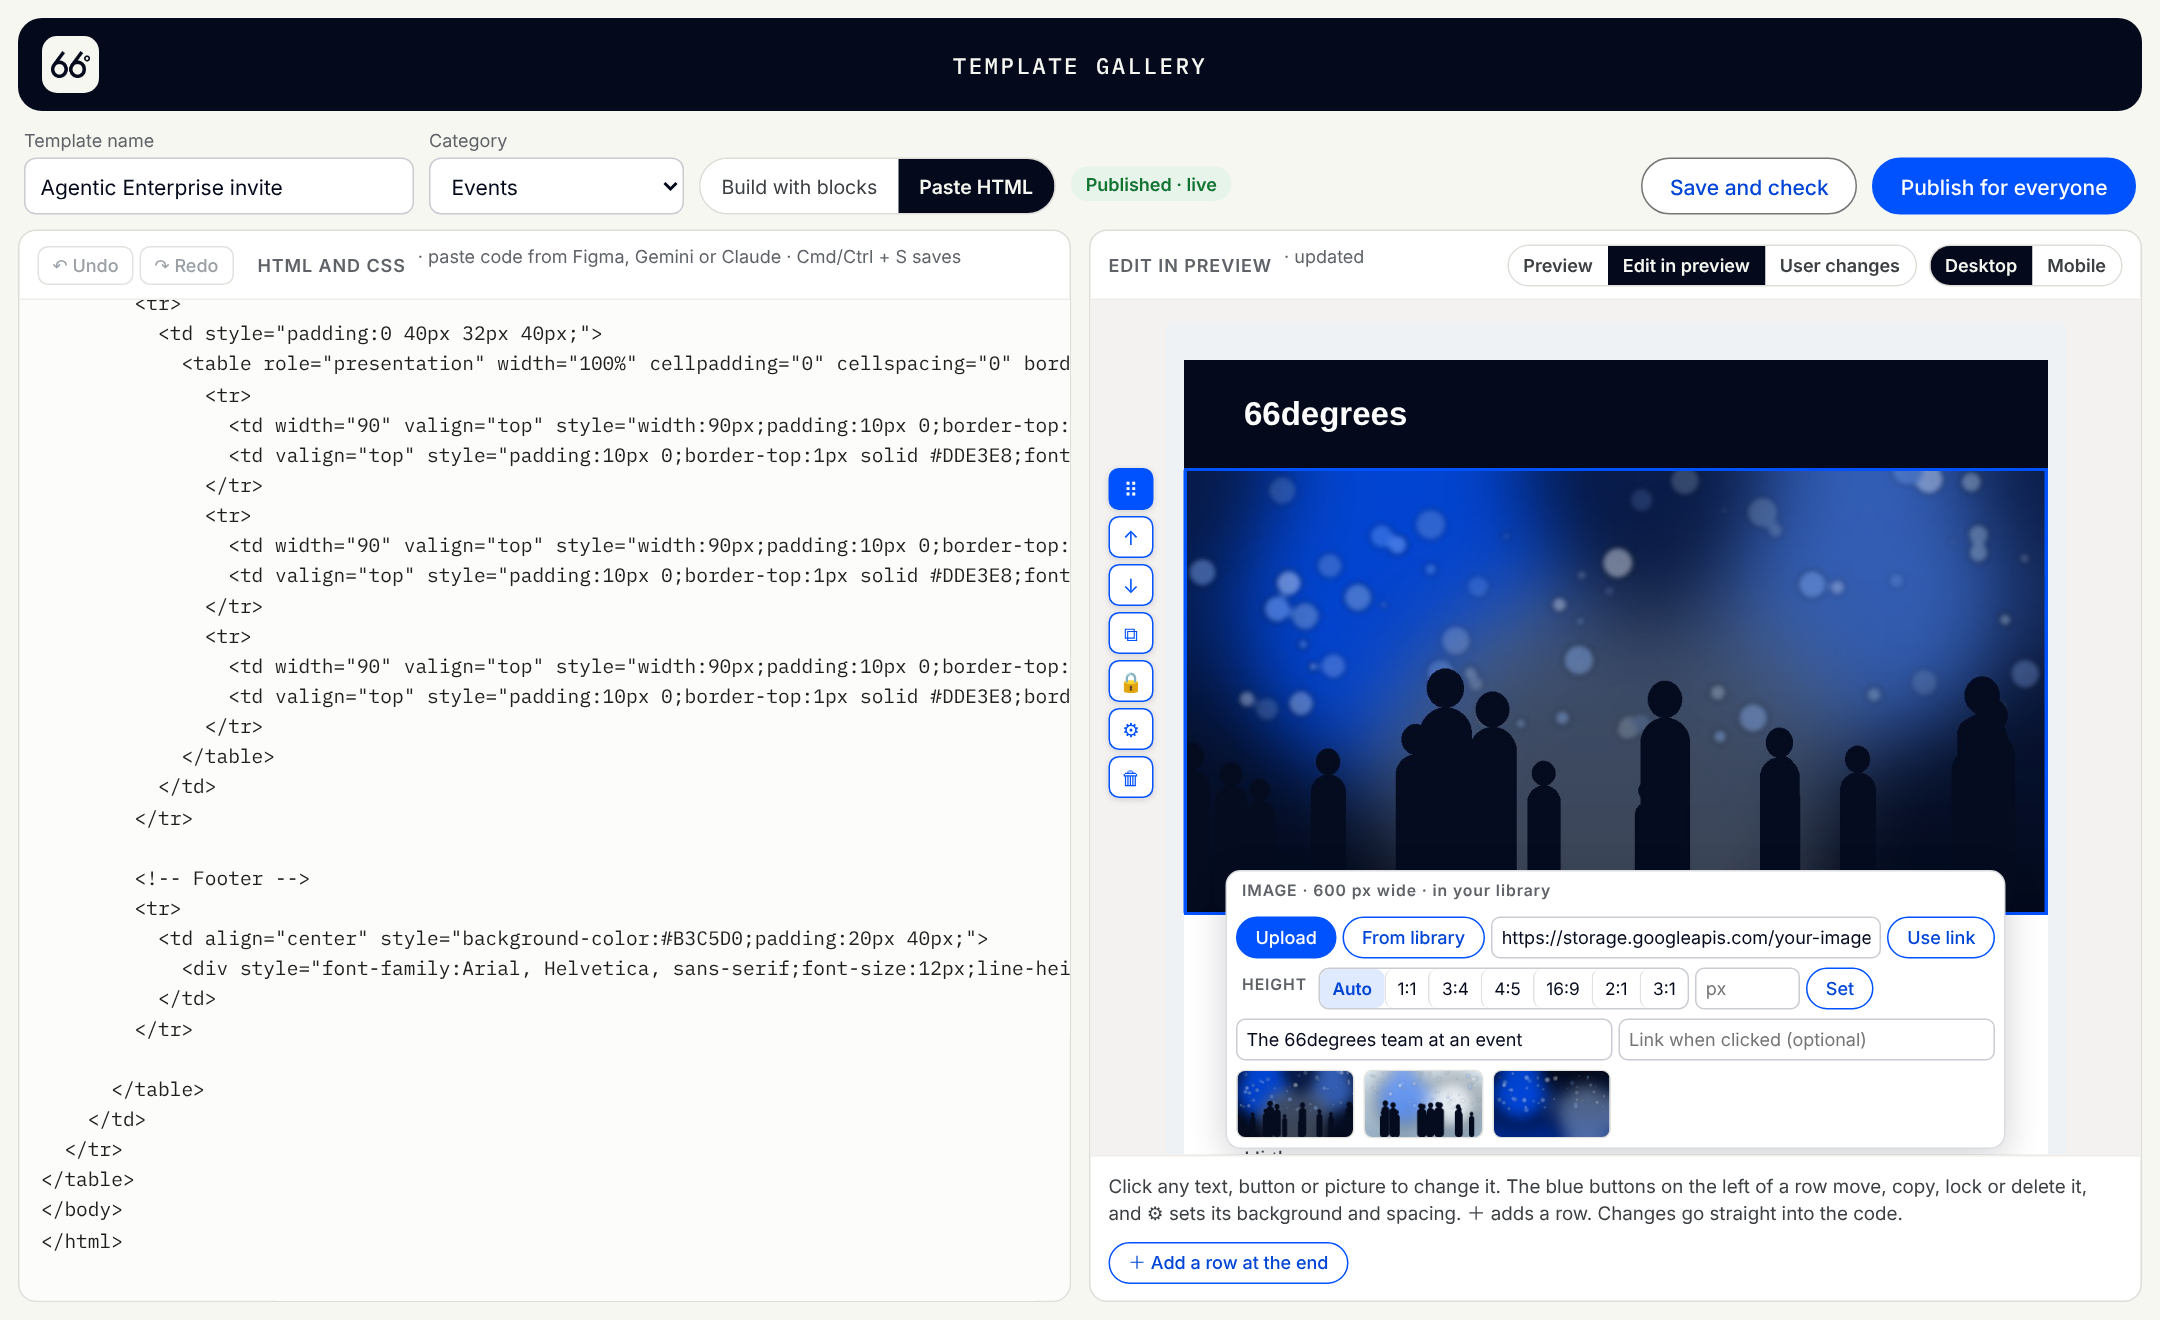 66°
TEMPLATE GALLERY
Template name
Category
Agentic Enterprise invite
Events
Build with blocks
Paste HTML
Published · live
Save and check
Publish for everyone
↶ Undo
↷ Redo
HTML AND CSS
· paste code from Figma, Gemini or Claude · Cmd/Ctrl + S saves
<tr>
<td style="padding:0 40px 32px 40px;">
<table role="presentation" width="100%" cellpadding="0" cellspacing="0" bord
<tr>
<td width="90" valign="top" style="width:90px;padding:10px 0;border-top:
<td valign="top" style="padding:10px 0;border-top:1px solid #DDE3E8;font
</tr>
<tr>
<td width="90" valign="top" style="width:90px;padding:10px 0;border-top:
<td valign="top" style="padding:10px 0;border-top:1px solid #DDE3E8;font
</tr>
<tr>
<td width="90" valign="top" style="width:90px;padding:10px 0;border-top:
<td valign="top" style="padding:10px 0;border-top:1px solid #DDE3E8;bord
</tr>
</table>
</td>
</tr>
<!-- Footer -->
<tr>
<td align="center" style="background-color:#B3C5D0;padding:20px 40px;">
<div style="font-family:Arial, Helvetica, sans-serif;font-size:12px;line-hei
</td>
</tr>
</table>
</td>
</tr>
</table>
</body>
</html>
EDIT IN PREVIEW
· updated
Preview
Edit in preview
User changes
Desktop
Mobile
66degrees
IMAGE · 600 px wide · in your library
Upload
From library
https://storage.googleapis.com/your-image
Use link
HEIGHT
Auto
1:1
3:4
4:5
16:9
2:1
3:1
px
Set
The 66degrees team at an event
Link when clicked (optional)
Click any text, button or picture to change it. The blue buttons on the left of a row move, copy, lock or delete it,
and ⚙ sets its background and spacing. + adds a row. Changes go straight into the code.
+ Add a row at the end